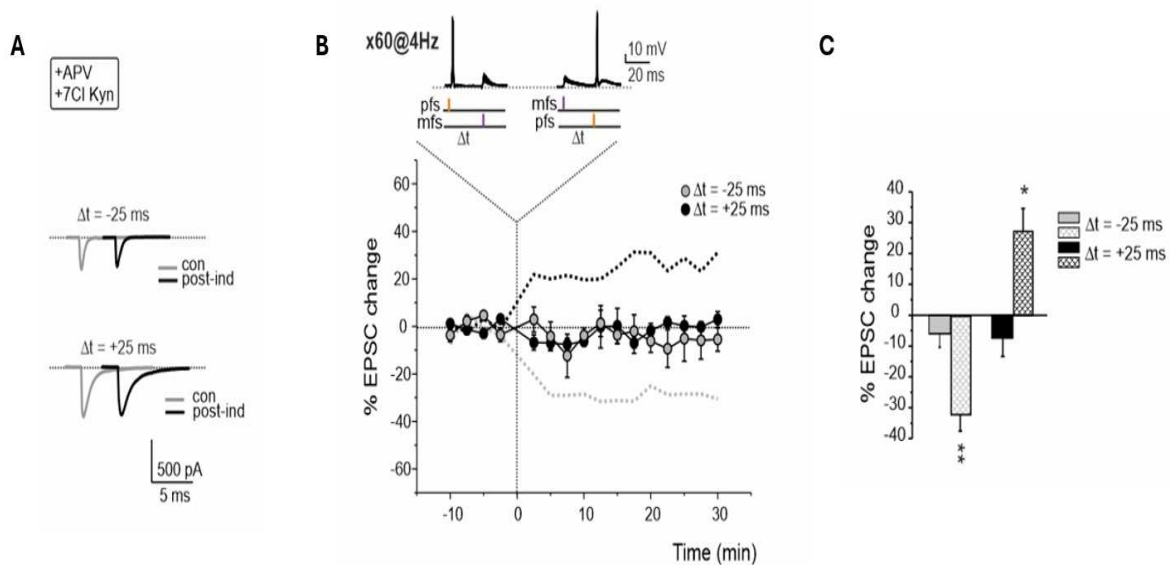 A
+APV
+7Cl Kyn
Δt = -25 ms
con
post-ind
Δt = +25 ms
con
post-ind
500 pA
5 ms
B
x60@4Hz
10 mV
20 ms
pfs
mfs
Δt
mfs
pfs
Δt
Δt = -25 ms
Δt = +25 ms
% EPSC change
60
40
20
0
-20
-40
-60
-10 0 10 20 30
Time (min)
C
% EPSC change
40
30
20
10
0
-10
-20
-30
-40
*
**
Δt = -25 ms
Δt = +25 ms